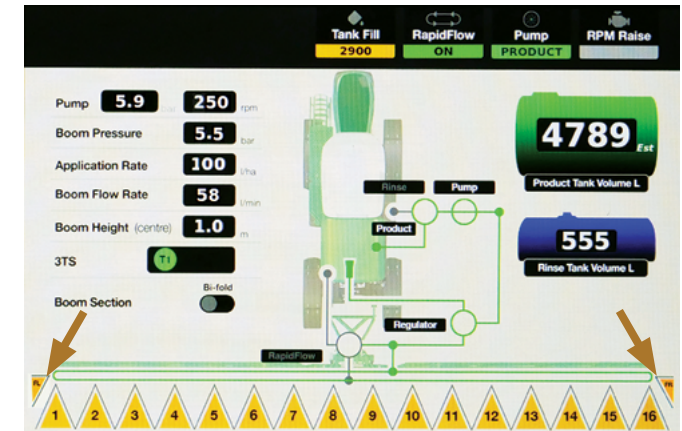 Tank Fill
2900
RapidFlow
ON
Pump
PRODUCT
RPM Raise
Pump 5.9 bar 250 rpm
Boom Pressure 5.5 bar
Application Rate 100 l/ha
Boom Flow Rate 58 l/min
Boom Height (centre) 1.0 m
3TS T1
Bi-fold
Boom Section
Rinse
Pump
Product
Regulator
RapidFlow
4789 Est
Product Tank Volume L
555
Rinse Tank Volume L
FL 1 2 3 4 5 6 7 8 9 10 11 12 13 14 15 16 FR